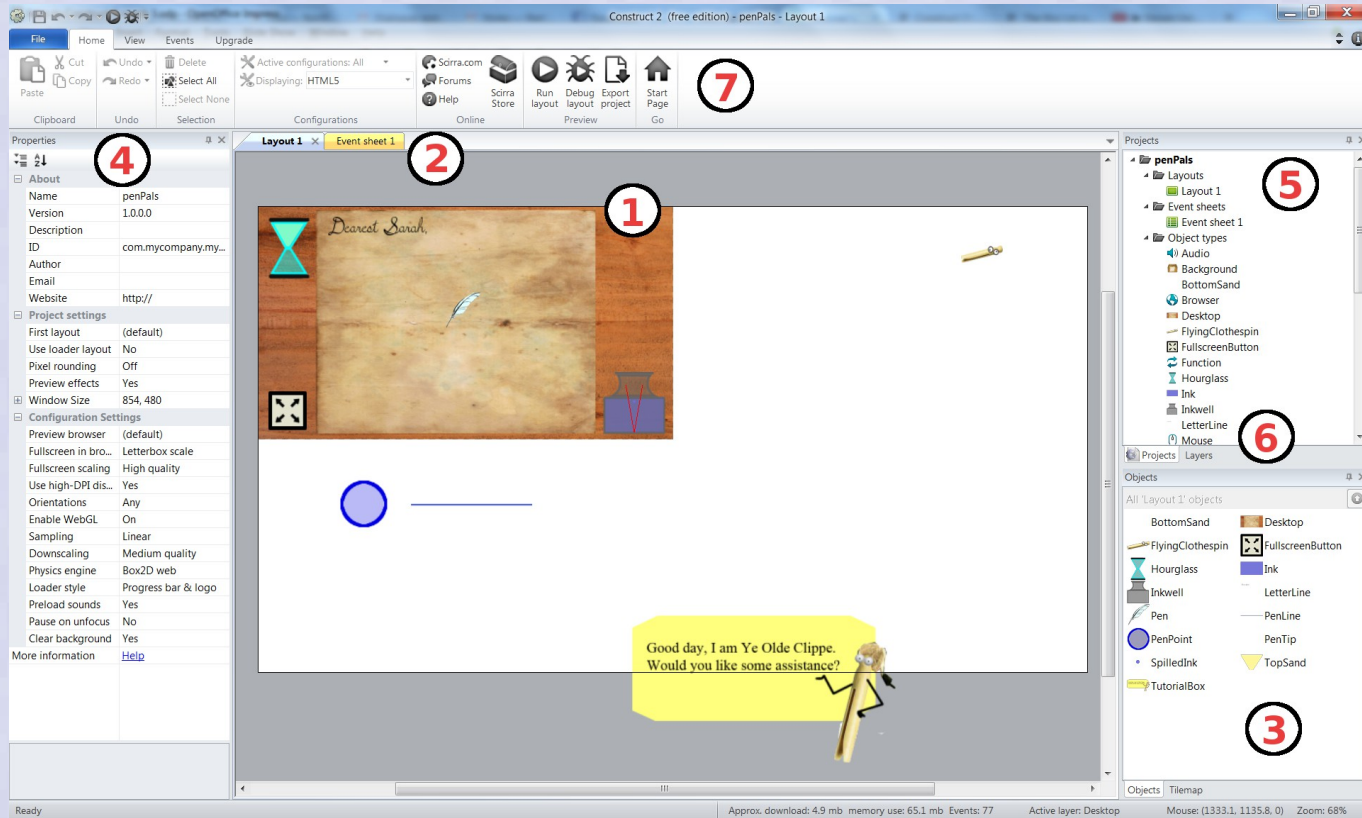 Construct 2 (free edition) - penPals - Layout 1
File Home View Events Upgrade
Paste
Cut
Copy
Clipboard
Undo
Redo
Undo
Delete
Select All
Select None
Selection
Active configurations: All
Displaying: HTML5
Configurations
Scirra.com
Forums
Help
Scirra Store
Online
Run layout
Debug layout
Export project
Preview
Start Page
Go
7
Properties
4
About
Name penPals
Version 1.0.0.0
Description
ID com.mycompany.my...
Author
Email
Website http://
Project settings
First layout (default)
Use loader layout No
Pixel rounding Off
Preview effects Yes
Window Size 854, 480
Configuration Settings
Preview browser (default)
Fullscreen in bro... Letterbox scale
Fullscreen scaling High quality
Use high-DPI dis... Yes
Orientations Any
Enable WebGL On
Sampling Linear
Downscaling Medium quality
Physics engine Box2D web
Loader style Progress bar & logo
Preload sounds Yes
Pause on unfocus No
Clear background Yes
More information Help
Layout 1 Event sheet 1
2
1
Dearest Sarah,
Good day, I am Ye Olde Clippe.
Would you like some assistance?
Projects
5
penPals
Layouts
Layout 1
Event sheets
Event sheet 1
Object types
Audio
Background
BottomSand
Browser
Desktop
FlyingClothespin
FullscreenButton
Function
Hourglass
Ink
Inkwell
LetterLine
Mouse
6
Projects Layers
Objects
All 'Layout 1' objects
BottomSand Desktop
FlyingClothespin FullscreenButton
Hourglass Ink
Inkwell LetterLine
Pen PenLine
PenPoint PenTip
SpilledInk TopSand
TutorialBox
3
Objects Tilemap
Ready Approx. download: 4.9 mb memory use: 65.1 mb Events: 77 Active layer: Desktop Mouse: (1333.1, 1135.8, 0) Zoom: 68%